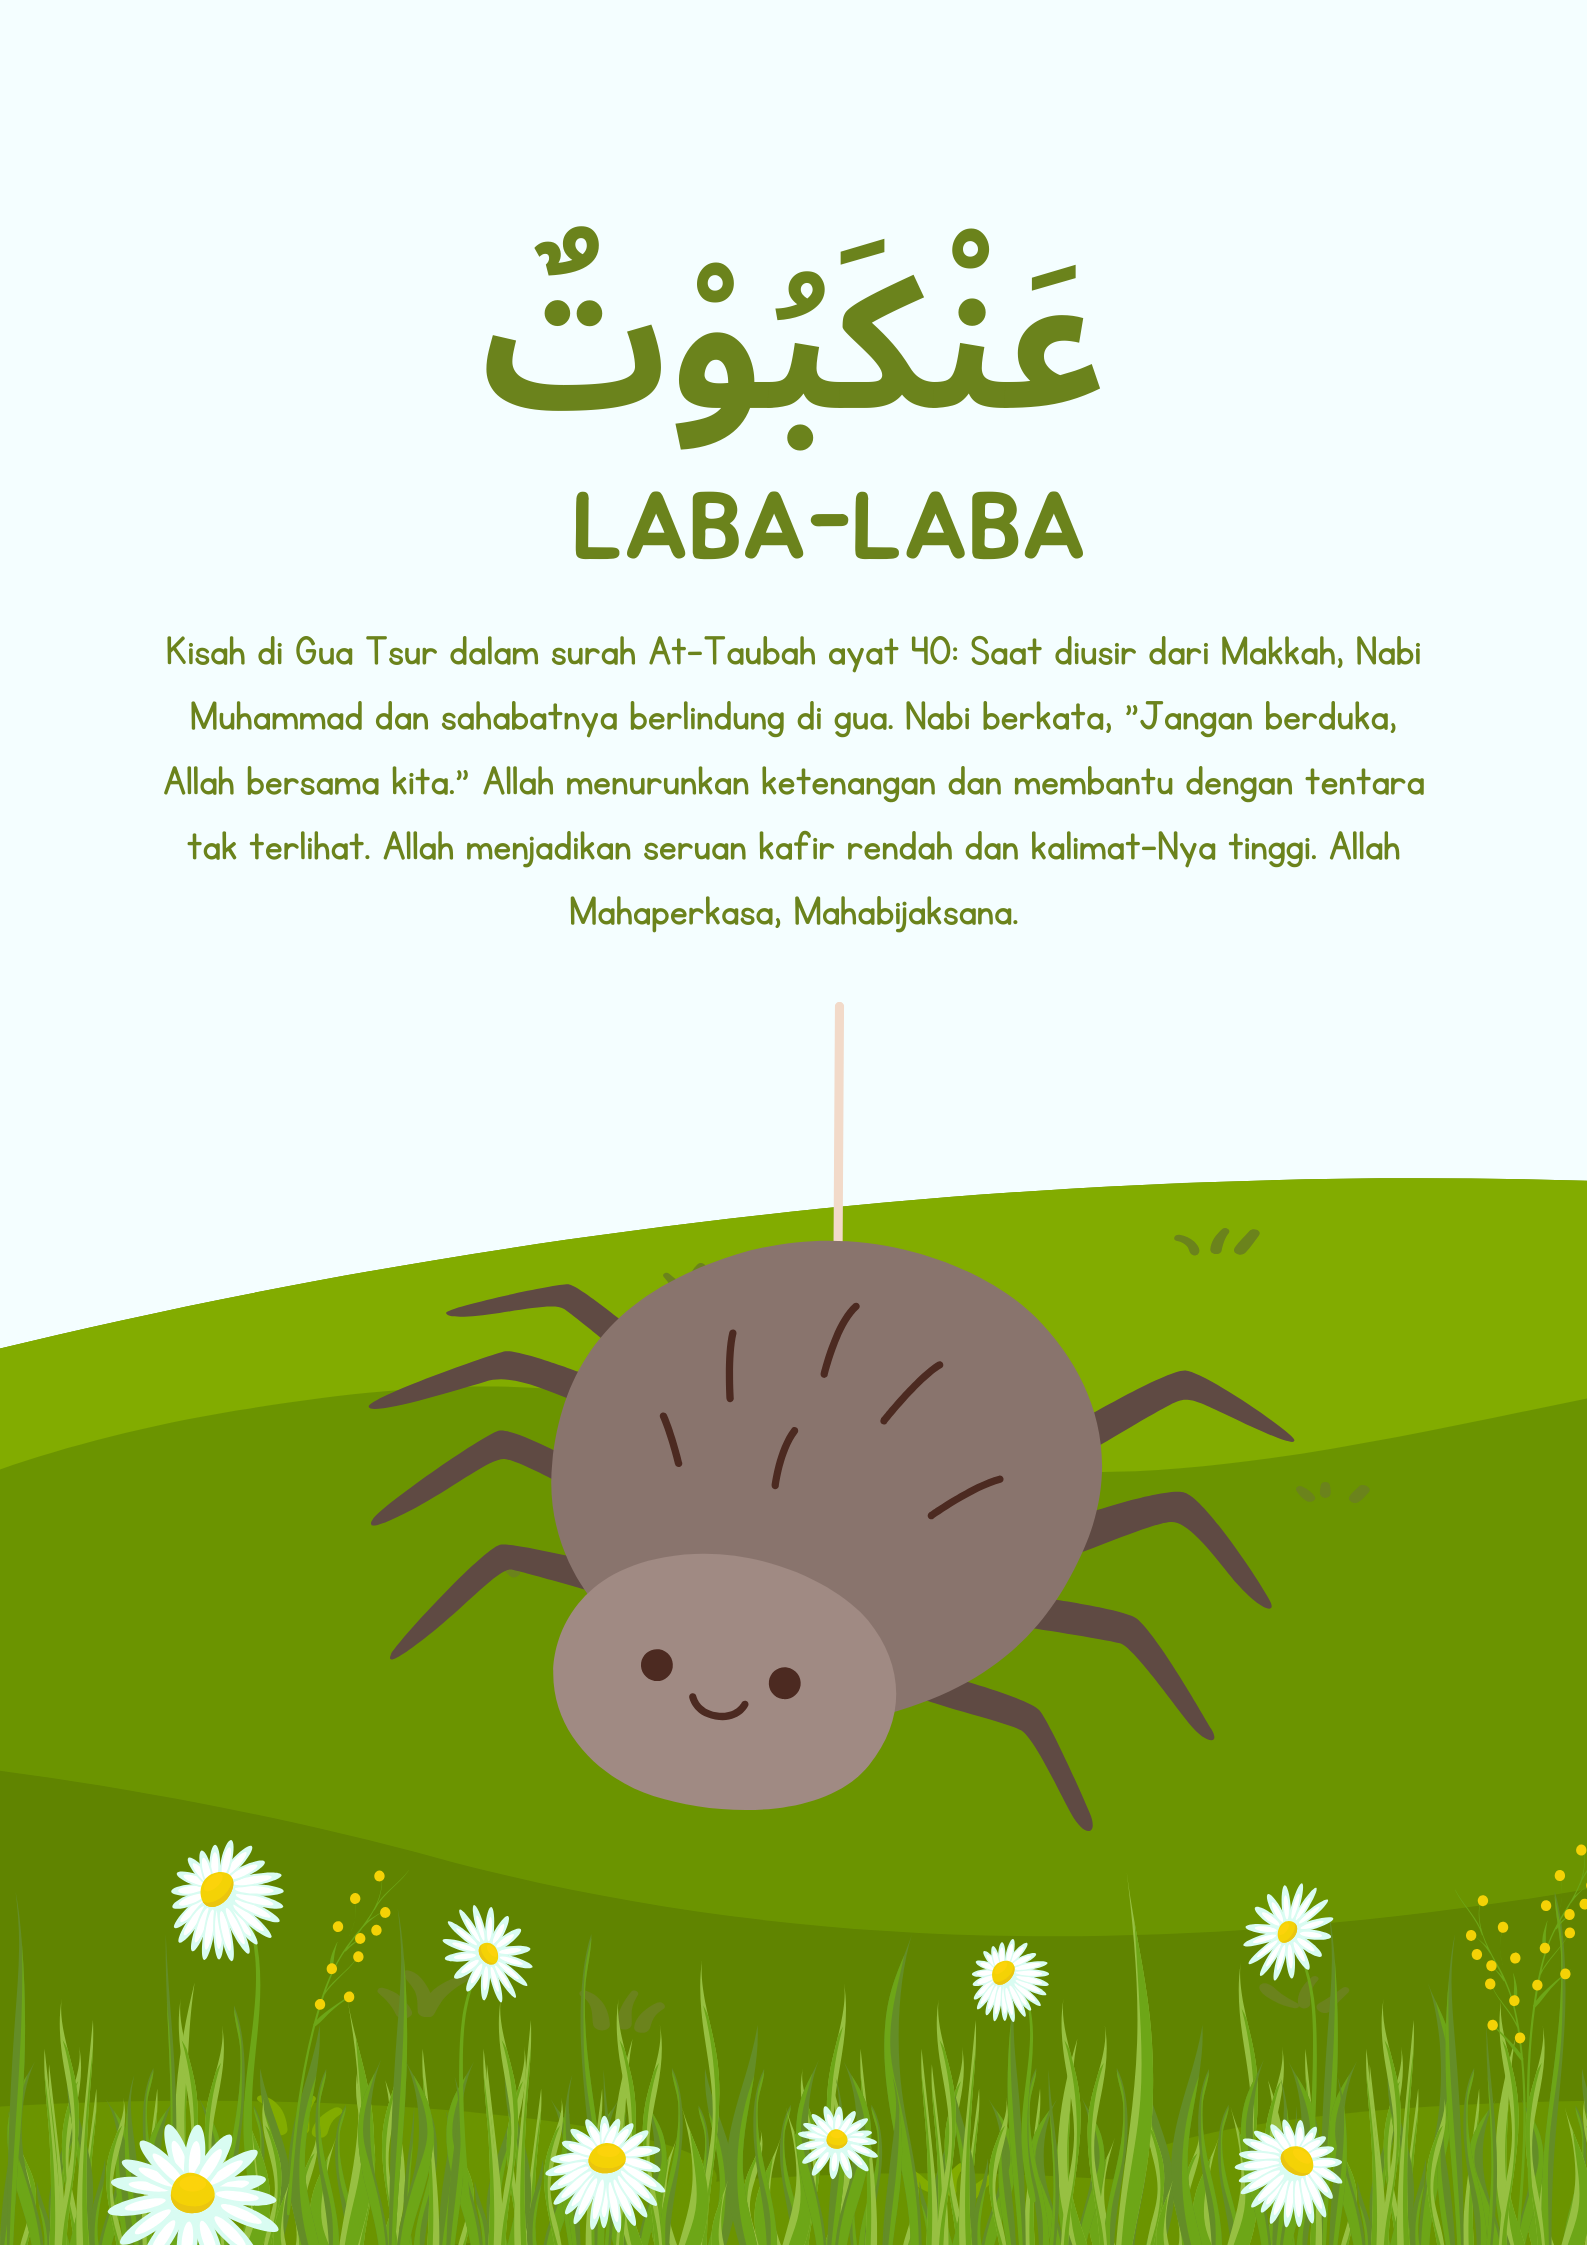 عَنْكَبُوْتٌ
LABA-LABA
Kisah di Gua Tsur dalam surah At-Taubah ayat 40: Saat diusir dari Makkah, Nabi
Muhammad dan sahabatnya berlindung di gua. Nabi berkata, "Jangan berduka,
Allah bersama kita." Allah menurunkan ketenangan dan membantu dengan tentara
tak terlihat. Allah menjadikan seruan kafir rendah dan kalimat-Nya tinggi. Allah
Mahaperkasa, Mahabijaksana.